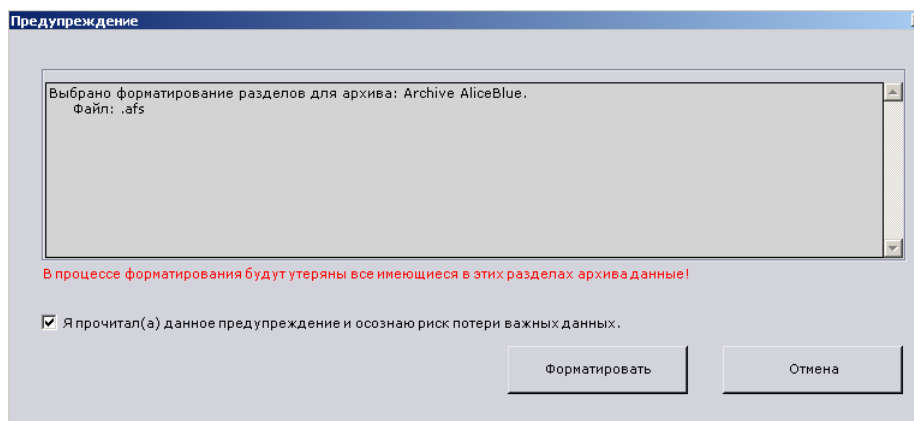 Предупреждение
Выбрано форматирование разделов для архива: Archive AliceBlue.
Файл: .afs
В процессе форматирования будут утеряны все имеющиеся в этих разделах архива данные!
Я прочитал(а) данное предупреждение и осознаю риск потери важных данных.
Форматировать Отмена